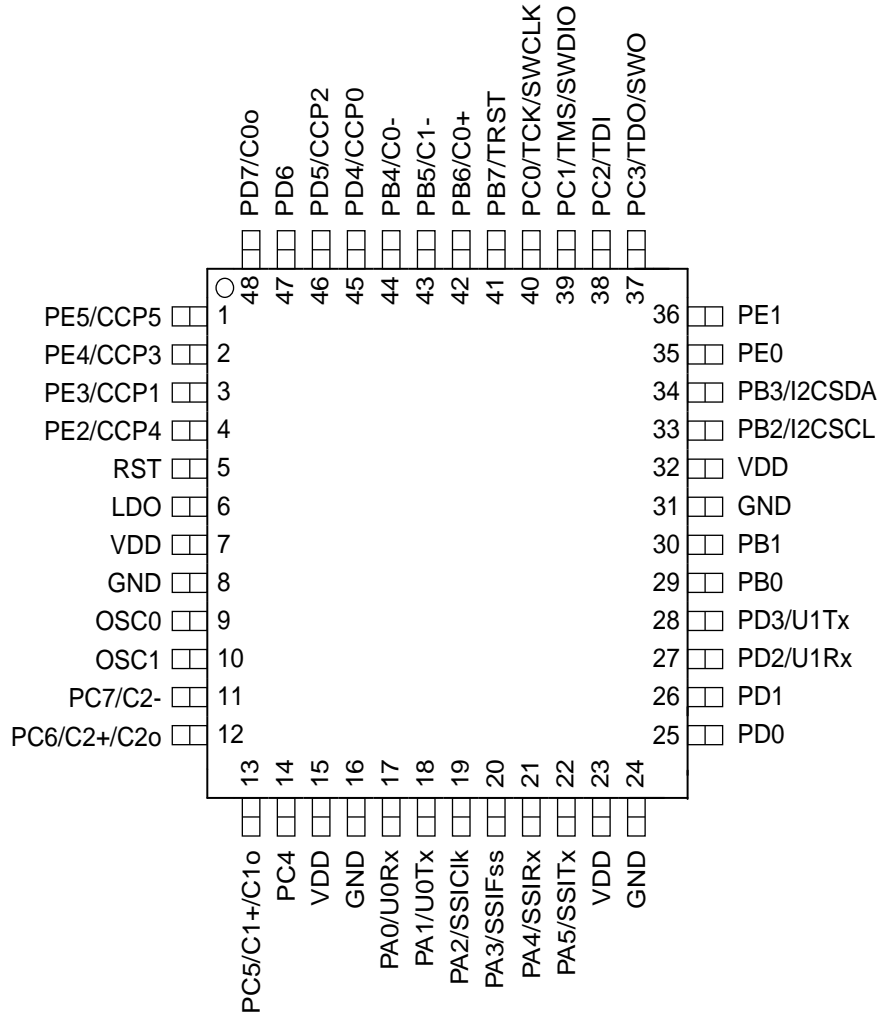 PD7/C0o
PD6
PD5/CCP2
PD4/CCP0
PB4/C0-
PB5/C1-
PB6/C0+
PB7/TRST
PC0/TCK/SWCLK
PC1/TMS/SWDIO
PC2/TDI
PC3/TDO/SWO
48
47
46
45
44
43
42
41
40
39
38
37
PE5/CCP5 1
PE4/CCP3 2
PE3/CCP1 3
PE2/CCP4 4
RST 5
LDO 6
VDD 7
GND 8
OSC0 9
OSC1 10
PC7/C2- 11
PC6/C2+/C2o 12
36 PE1
35 PE0
34 PB3/I2CSDA
33 PB2/I2CSCL
32 VDD
31 GND
30 PB1
29 PB0
28 PD3/U1Tx
27 PD2/U1Rx
26 PD1
25 PD0
13
14
15
16
17
18
19
20
21
22
23
24
PC5/C1+/C1o
PC4
VDD
GND
PA0/U0Rx
PA1/U0Tx
PA2/SSIClk
PA3/SSIFss
PA4/SSIRx
PA5/SSITx
VDD
GND